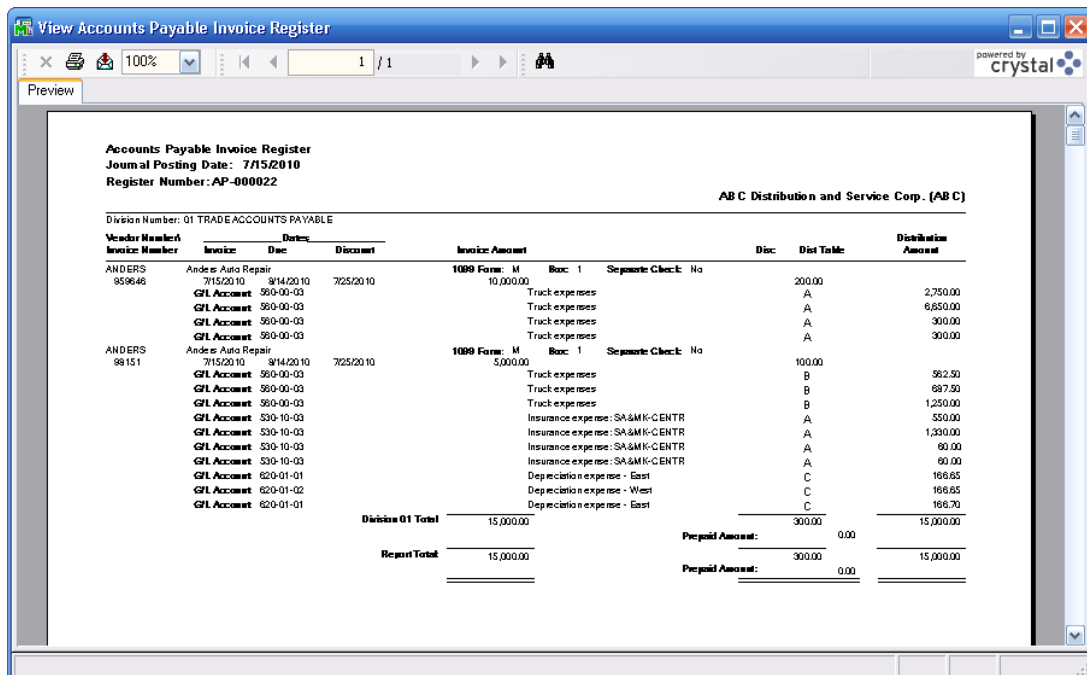 View Accounts Payable Invoice Register
100%
1 / 1
powered by crystal
Preview
Accounts Payable Invoice Register
Journal Posting Date: 7/15/2010
Register Number: AP-000022
ABC Distribution and Service Corp. (ABC)
Division Number: 01 TRADE ACCOUNTS PAYABLE
Vendor Number\ Dates Distribution
Invoice Number Invoice Due Discount Invoice Amount Disc Dist Table Amount
ANDERS Anders Auto Repair 1099 Form: M Box: 1 Separate Check: No
959646 7/15/2010 8/14/2010 7/25/2010 10,000.00 200.00
G/L Account 560-00-03 Truck expenses A 2,750.00
G/L Account 560-00-03 Truck expenses A 6,650.00
G/L Account 560-00-03 Truck expenses A 300.00
G/L Account 560-00-03 Truck expenses A 300.00
ANDERS Anders Auto Repair 1099 Form: M Box: 1 Separate Check: No
98151 7/15/2010 8/14/2010 7/25/2010 5,000.00 100.00
G/L Account 560-00-03 Truck expenses B 562.50
G/L Account 560-00-03 Truck expenses B 687.50
G/L Account 560-00-03 Truck expenses B 1,250.00
G/L Account 530-10-03 Insurance expense: SA&MK-CENTR A 550.00
G/L Account 530-10-03 Insurance expense: SA&MK-CENTR A 1,330.00
G/L Account 530-10-03 Insurance expense: SA&MK-CENTR A 60.00
G/L Account 530-10-03 Insurance expense: SA&MK-CENTR A 60.00
G/L Account 620-01-01 Depreciation expense - East C 166.65
G/L Account 620-01-02 Depreciation expense - West C 166.65
G/L Account 620-01-01 Depreciation expense - East C 166.70
Division 01 Total: 15,000.00 300.00 15,000.00
Prepaid Amount: 0.00
Report Total: 15,000.00 300.00 15,000.00
Prepaid Amount: 0.00